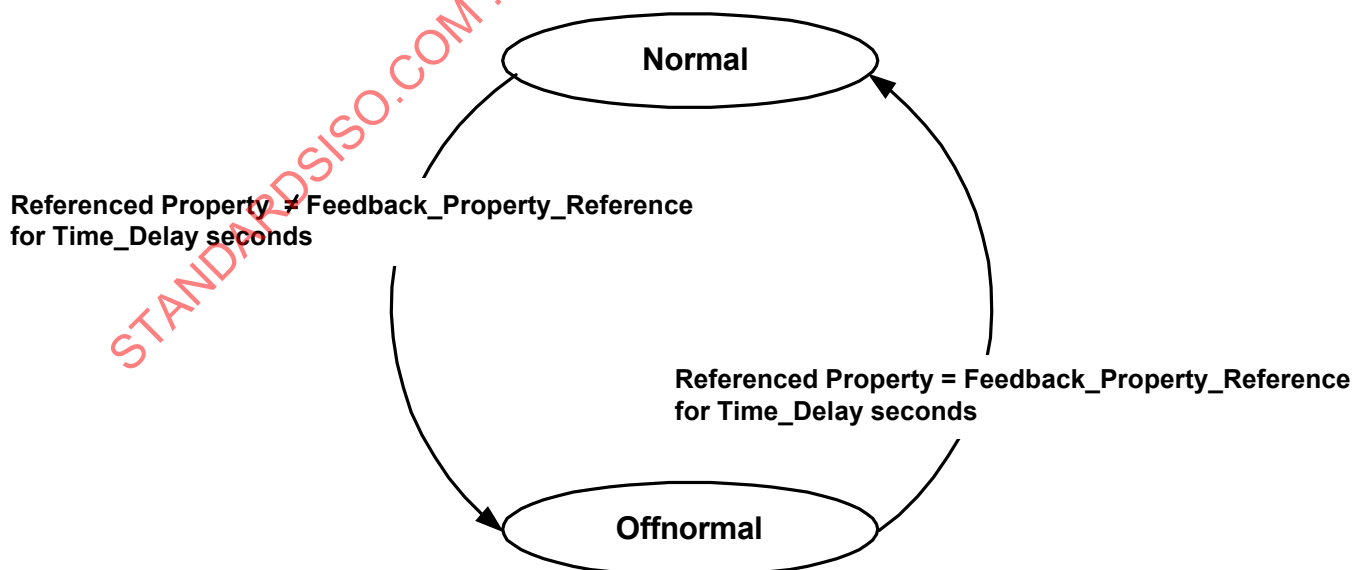 Normal
Referenced Property ≠ Feedback_Property_Reference
for Time_Delay seconds
STANDARDSISO.COM
Referenced Property = Feedback_Property_Reference
for Time_Delay seconds
Offnormal